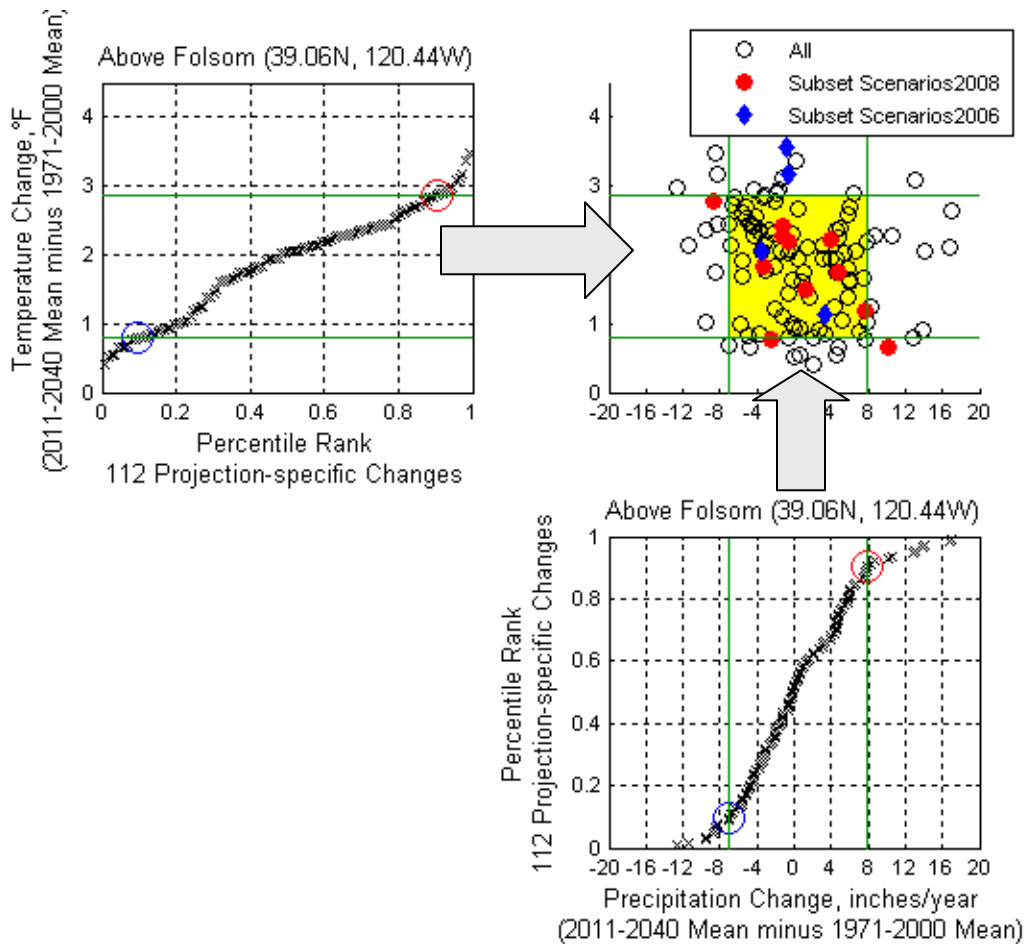 Above Folsom (39.06N, 120.44W)
Temperature Change,°F
(2011-2040 Mean minus 1971-2000 Mean)
4
3
2
1
0
0 0.2 0.4 0.6 0.8 1
Percentile Rank
112 Projection-specific Changes
All
Subset Scenarios2008
Subset Scenarios2006
4
3
2
1
0
-20 -16 -12 -8 -4 0 4 8 12 16 20
Above Folsom (39.06N, 120.44W)
Percentile Rank
112 Projection-specific Changes
1
0.8
0.6
0.4
0.2
0
-20 -16 -12 -8 -4 0 4 8 12 16 20
Precipitation Change, inches/year
(2011-2040 Mean minus 1971-2000 Mean)